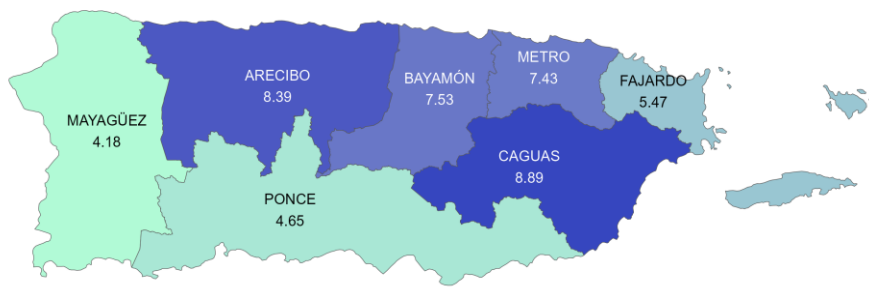 METRO
7.43
ARECIBO
8.39
BAYAMÓN
7.53
FAJARDO
5.47
MAYAGÜEZ
4.18
CAGUAS
8.89
PONCE
4.65